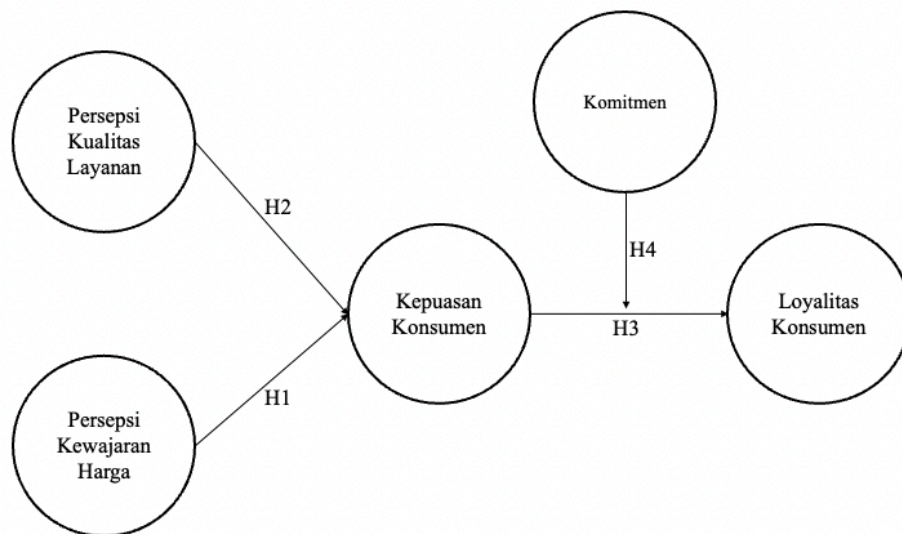 Persepsi
Kualitas
Layanan
Komitmen
H2
H4
Kepuasan
Konsumen
H3
Loyalitas
Konsumen
H1
Persepsi
Kewajaran
Harga